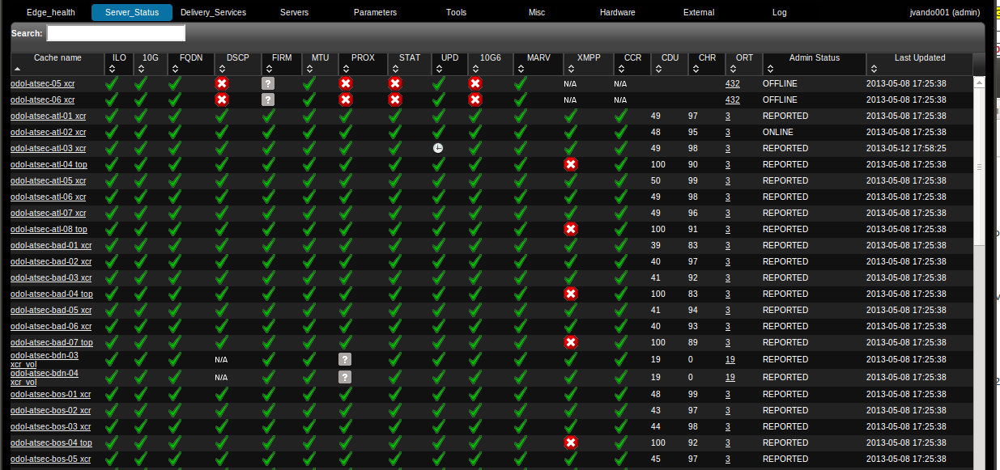 Edge_health Server_Status Delivery_Services Servers Parameters Tools Misc Hardware External Log jvando001 (admin)
Search:
Cache name ILO 10G FQDN DSCP FIRM MTU PROX STAT UPD 10G6 MARV XMPP CCR CDU CHR ORT Admin Status Last Updated
odol-atsec-05 xcr ? N/A N/A 432 OFFLINE 2013-05-08 17:25:38
odol-atsec-06 xcr ? N/A N/A 432 OFFLINE 2013-05-08 17:25:38
odol-atsec-atl-01 xcr 49 97 3 REPORTED 2013-05-08 17:25:38
odol-atsec-atl-02 xcr 48 95 3 ONLINE 2013-05-08 17:25:38
odol-atsec-atl-03 xcr 49 98 3 REPORTED 2013-05-12 17:58:25
odol-atsec-atl-04 top 100 90 3 REPORTED 2013-05-08 17:25:38
odol-atsec-atl-05 xcr 50 99 3 REPORTED 2013-05-08 17:25:38
odol-atsec-atl-06 xcr 49 98 3 REPORTED 2013-05-08 17:25:38
odol-atsec-atl-07 xcr 49 96 3 REPORTED 2013-05-08 17:25:38
odol-atsec-atl-08 top 100 91 3 REPORTED 2013-05-08 17:25:38
odol-atsec-bad-01 xcr 39 83 3 REPORTED 2013-05-08 17:25:38
odol-atsec-bad-02 xcr 40 97 3 REPORTED 2013-05-08 17:25:38
odol-atsec-bad-03 xcr 41 92 3 REPORTED 2013-05-08 17:25:38
odol-atsec-bad-04 top 100 83 3 REPORTED 2013-05-08 17:25:38
odol-atsec-bad-05 xcr 41 94 3 REPORTED 2013-05-08 17:25:38
odol-atsec-bad-06 xcr 40 93 3 REPORTED 2013-05-08 17:25:38
odol-atsec-bad-07 top 100 89 3 REPORTED 2013-05-08 17:25:38
odol-atsec-bdn-03
xcr_vol N/A ? 19 0 19 REPORTED 2013-05-08 17:25:38
odol-atsec-bdn-04
xcr_vol N/A ? 19 0 19 REPORTED 2013-05-08 17:25:38
odol-atsec-bos-01 xcr 48 99 3 REPORTED 2013-05-08 17:25:38
odol-atsec-bos-02 xcr 43 97 3 REPORTED 2013-05-08 17:25:38
odol-atsec-bos-03 xcr 44 98 3 REPORTED 2013-05-08 17:25:38
odol-atsec-bos-04 top 100 92 3 REPORTED 2013-05-08 17:25:38
odol-atsec-bos-05 xcr 45 97 3 REPORTED 2013-05-08 17:25:38